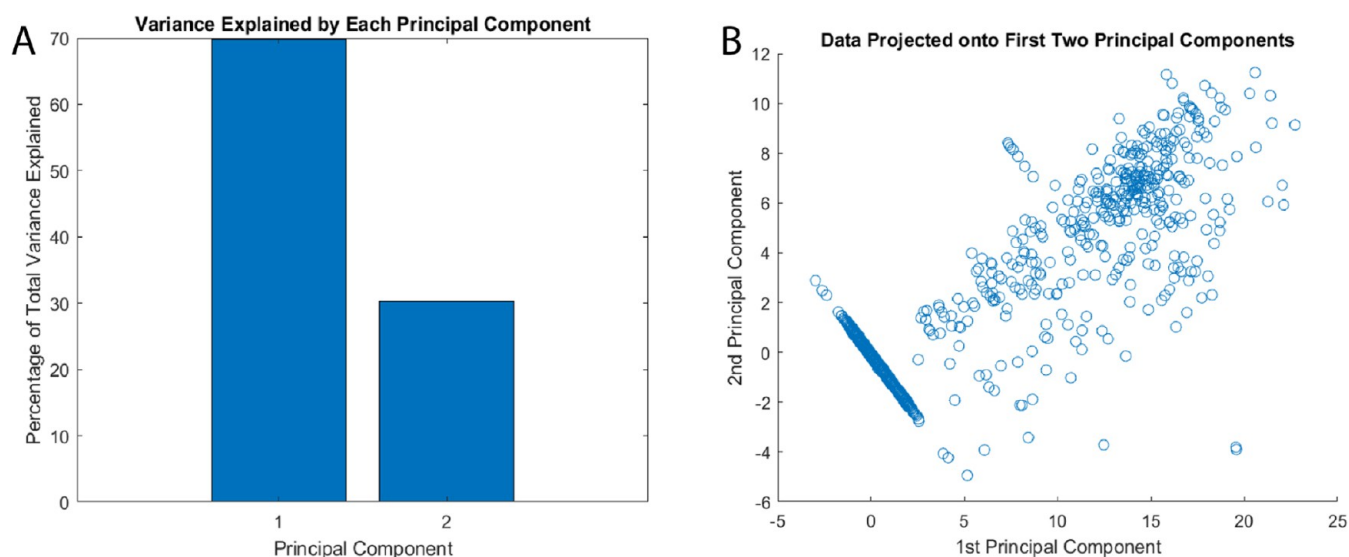 A
Variance Explained by Each Principal Component
Percentage of Total Variance Explained
70
60
50
40
30
20
10
0
1 2
Principal Component
B
Data Projected onto First Two Principal Components
2nd Principal Component
12
10
8
6
4
2
0
-2
-4
-6
-5 0 5 10 15 20 25
1st Principal Component